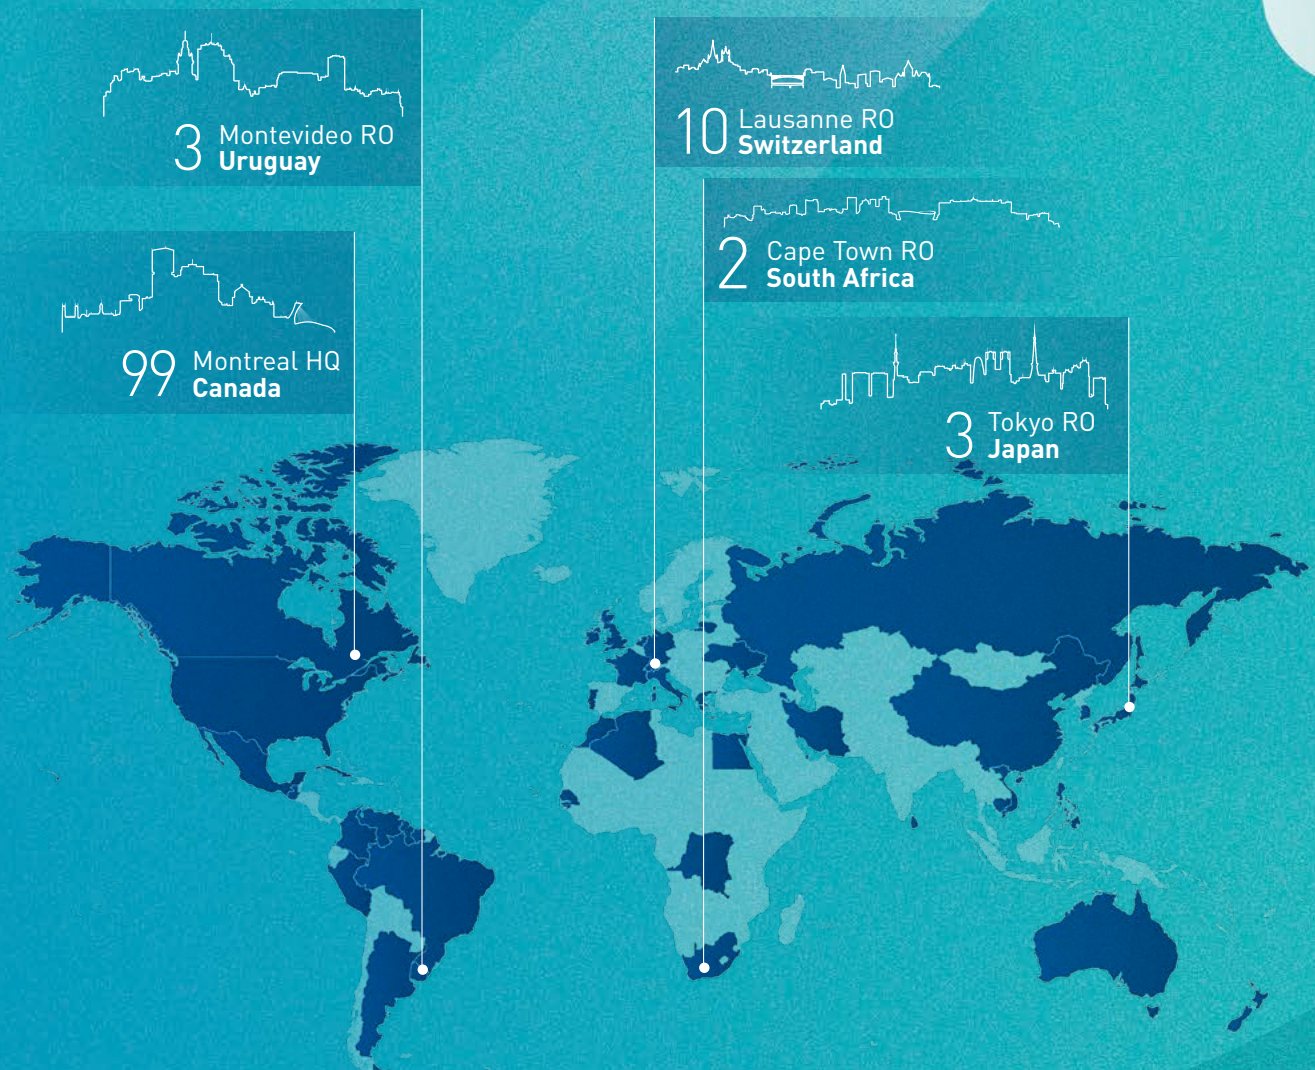 3 Montevideo RO
Uruguay
99 Montreal HQ
Canada
10 Lausanne RO
Switzerland
2 Cape Town RO
South Africa
3 Tokyo RO
Japan